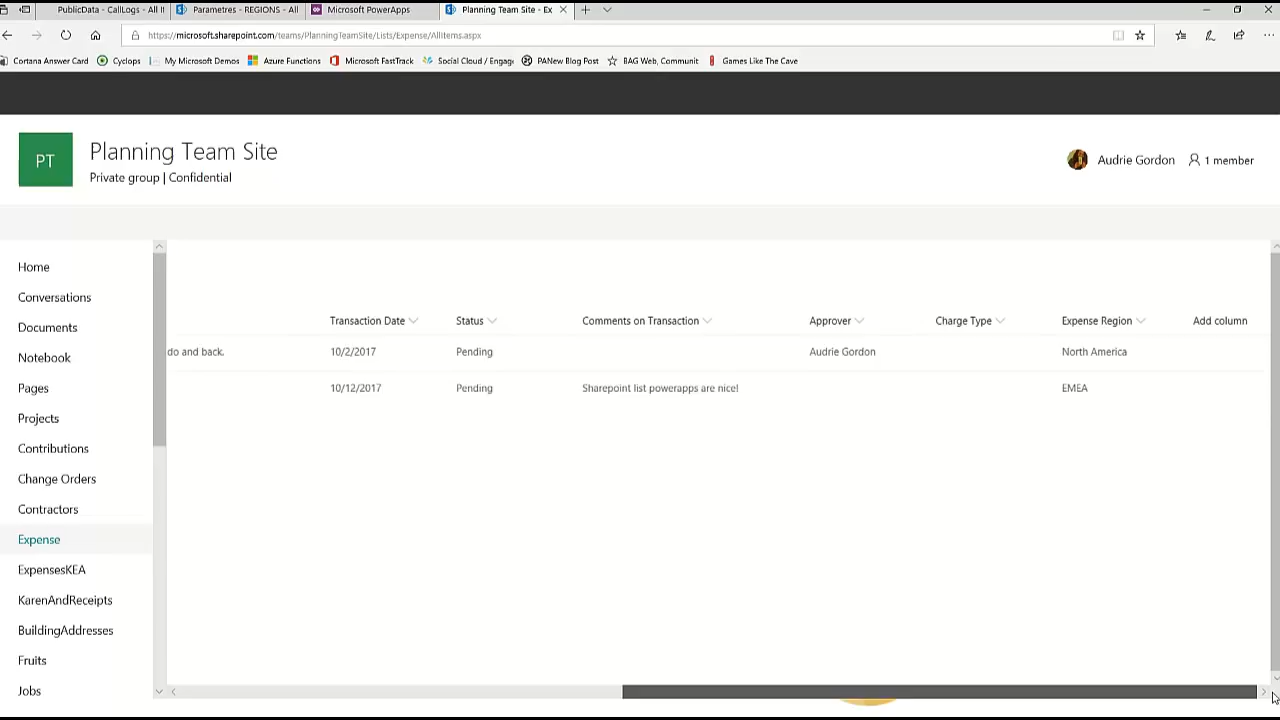 PublicData - CallLogs - All I
Parametres - REGIONS - All
Microsoft PowerApps
Planning Team Site - Ex
https://microsoft.sharepoint.com/teams/PlanningTeamSite/Lists/Expense/AllItems.aspx
Cortana Answer Card
Cyclops
My Microsoft Demos
Azure Functions
Microsoft FastTrack
Social Cloud / Engag
PANew Blog Post
BAG Web, Communit
Games Like The Cave
PT
Planning Team Site
Private group | Confidential
Audrie Gordon
1 member
Home
Conversations
Documents
Notebook
Pages
Projects
Contributions
Change Orders
Contractors
Expense
ExpensesKEA
KarenAndReceipts
BuildingAddresses
Fruits
Jobs
Transaction Date Status Comments on Transaction Approver Charge Type Expense Region Add column
do and back. 10/2/2017 Pending Audrie Gordon North America
10/12/2017 Pending Sharepoint list powerapps are nice! EMEA